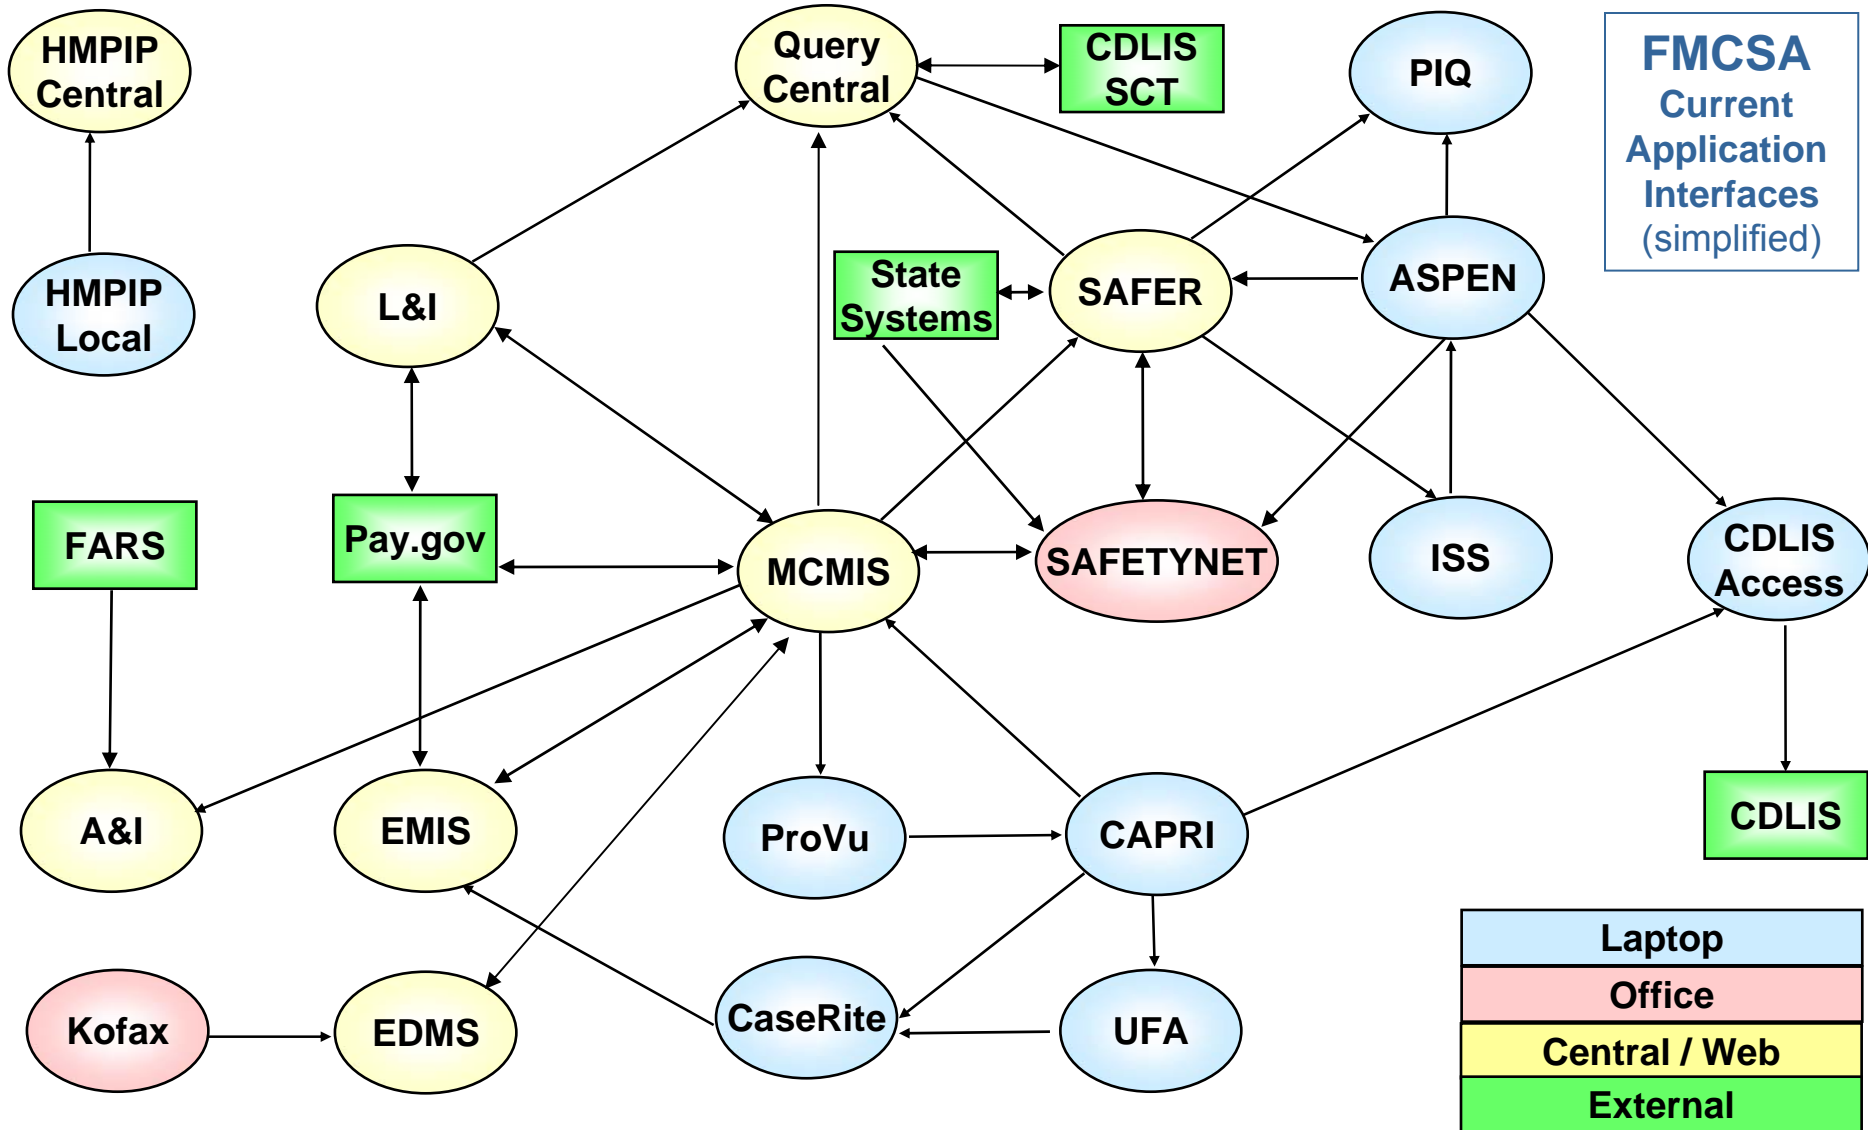 HMPIP
Central
Query
Central
CDLIS
SCT
PIQ
FMCSA
Current
Application
Interfaces
(simplified)
HMPIP
Local
L&I
State
Systems
SAFER
ASPEN
FARS
Pay.gov
MCMIS
SAFETYNET
ISS
CDLIS
Access
A&I
EMIS
ProVu
CAPRI
CDLIS
Kofax
EDMS
CaseRite
UFA
Laptop
Office
Central / Web
External